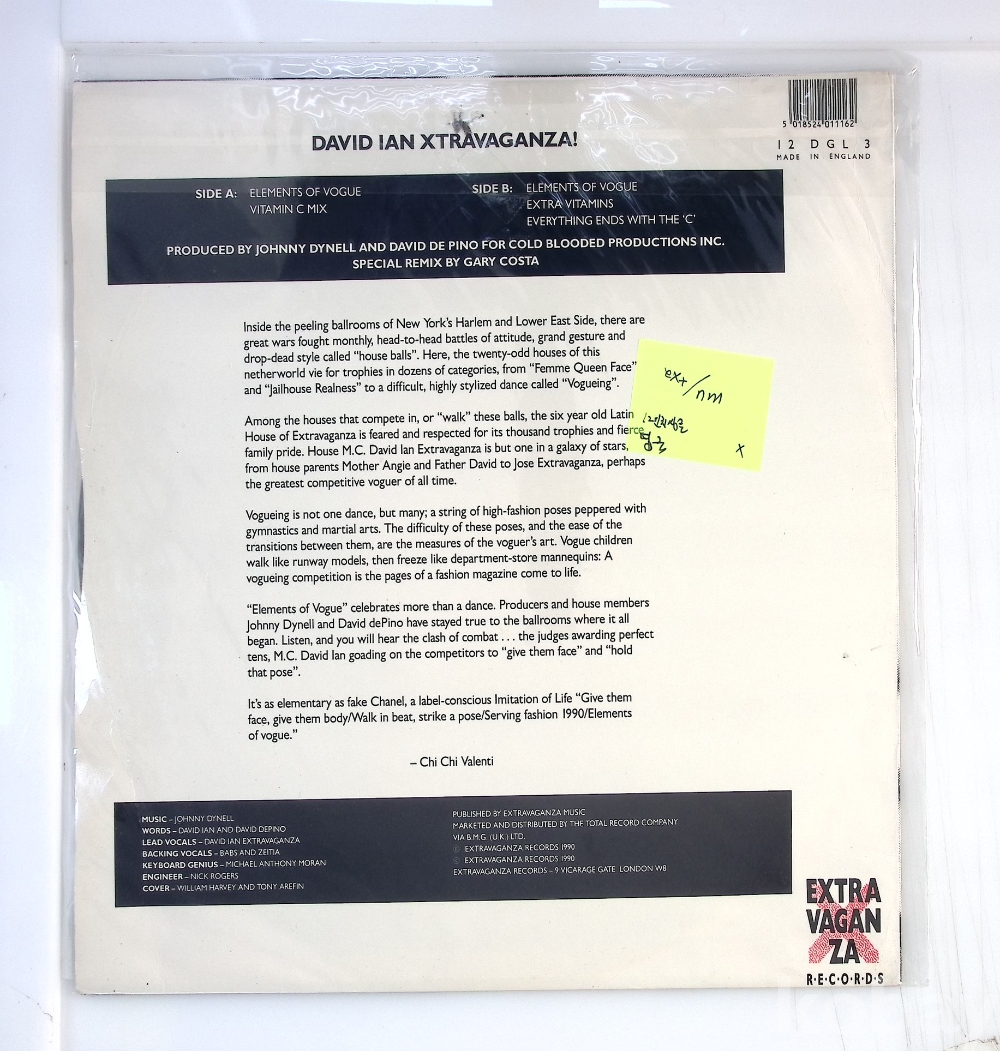 5 018524 011162
12 DGL 3
MADE IN ENGLAND
DAVID IAN XTRAVAGANZA!
SIDE A: ELEMENTS OF VOGUE
VITAMIN C MIX
SIDE B: ELEMENTS OF VOGUE
EXTRA VITAMINS
EVERYTHING ENDS WITH THE 'C'
PRODUCED BY JOHNNY DYNELL AND DAVID DE PINO FOR COLD BLOODED PRODUCTIONS INC.
SPECIAL REMIX BY GARY COSTA
Inside the peeling ballrooms of New York's Harlem and Lower East Side, there are
great wars fought monthly, head-to-head battles of attitude, grand gesture and
drop-dead style called "house balls". Here, the twenty-odd houses of this
netherworld vie for trophies in dozens of categories, from "Femme Queen Face"
and "Jailhouse Realness" to a difficult, highly stylized dance called "Vogueing".
Among the houses that compete in, or "walk" these balls, the six year old Latin
House of Extravaganza is feared and respected for its thousand trophies and fierce
family pride. House M.C. David Ian Extravaganza is but one in a galaxy of stars,
from house parents Mother Angie and Father David to Jose Extravaganza, perhaps
the greatest competitive voguer of all time.
Vogueing is not one dance, but many; a string of high-fashion poses peppered with
gymnastics and martial arts. The difficulty of these poses, and the ease of the
transitions between them, are the measures of the voguer's art. Vogue children
walk like runway models, then freeze like department-store mannequins: A
vogueing competition is the pages of a fashion magazine come to life.
"Elements of Vogue" celebrates more than a dance. Producers and house members
Johnny Dynell and David dePino have stayed true to the ballrooms where it all
began. Listen, and you will hear the clash of combat . . . the judges awarding perfect
tens, M.C. David Ian goading on the competitors to "give them face" and "hold
that pose".
It's as elementary as fake Chanel, a label-conscious Imitation of Life "Give them
face, give them body/Walk in beat, strike a pose/Serving fashion 1990/Elements
of vogue."
– Chi Chi Valenti
ex+/nm
x
MUSIC – JOHNNY DYNELL
WORDS – DAVID IAN AND DAVID DEPINO
LEAD VOCALS – DAVID IAN EXTRAVAGANZA
BACKING VOCALS – BABS AND ZEITIA
KEYBOARD GENIUS – MICHAEL ANTHONY MORAN
ENGINEER – NICK ROGERS
COVER – WILLIAM HARVEY AND TONY AREFIN
PUBLISHED BY EXTRAVAGANZA MUSIC
MARKETED AND DISTRIBUTED BY THE TOTAL RECORD COMPANY
VIA B.M.G. (U.K.) LTD.
EXTRAVAGANZA RECORDS 1990
EXTRAVAGANZA RECORDS 1990
EXTRAVAGANZA RECORDS – 9 VICARAGE GATE LONDON W8
EXTRA
VAGAN
ZA
R·E·C·O·R·D·S